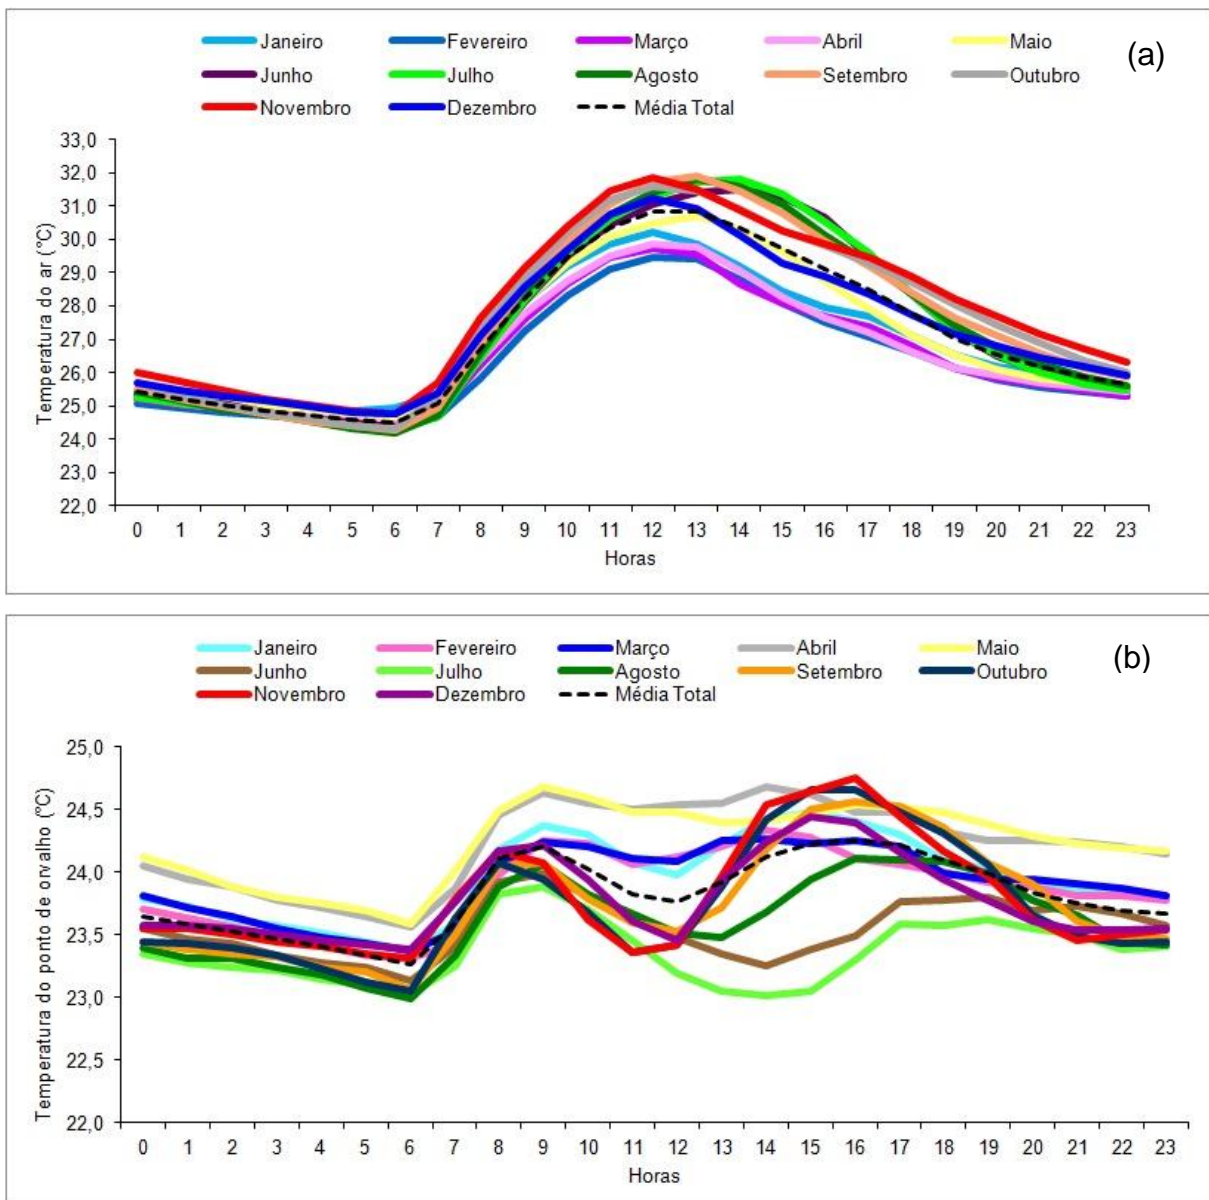 Janeiro Fevereiro Março Abril Maio
(a)
Junho Julho Agosto Setembro Outubro
Novembro Dezembro Média Total
Temperatura do ar (°C)
33,0
32,0
31,0
30,0
29,0
28,0
27,0
26,0
25,0
24,0
23,0
22,0
0 1 2 3 4 5 6 7 8 9 10 11 12 13 14 15 16 17 18 19 20 21 22 23
Horas
Janeiro Fevereiro Março Abril Maio
(b)
Junho Julho Agosto Setembro Outubro
Novembro Dezembro Média Total
Temperatura do ponto de orvalho (°C)
25,0
24,5
24,0
23,5
23,0
22,5
22,0
0 1 2 3 4 5 6 7 8 9 10 11 12 13 14 15 16 17 18 19 20 21 22 23
Horas